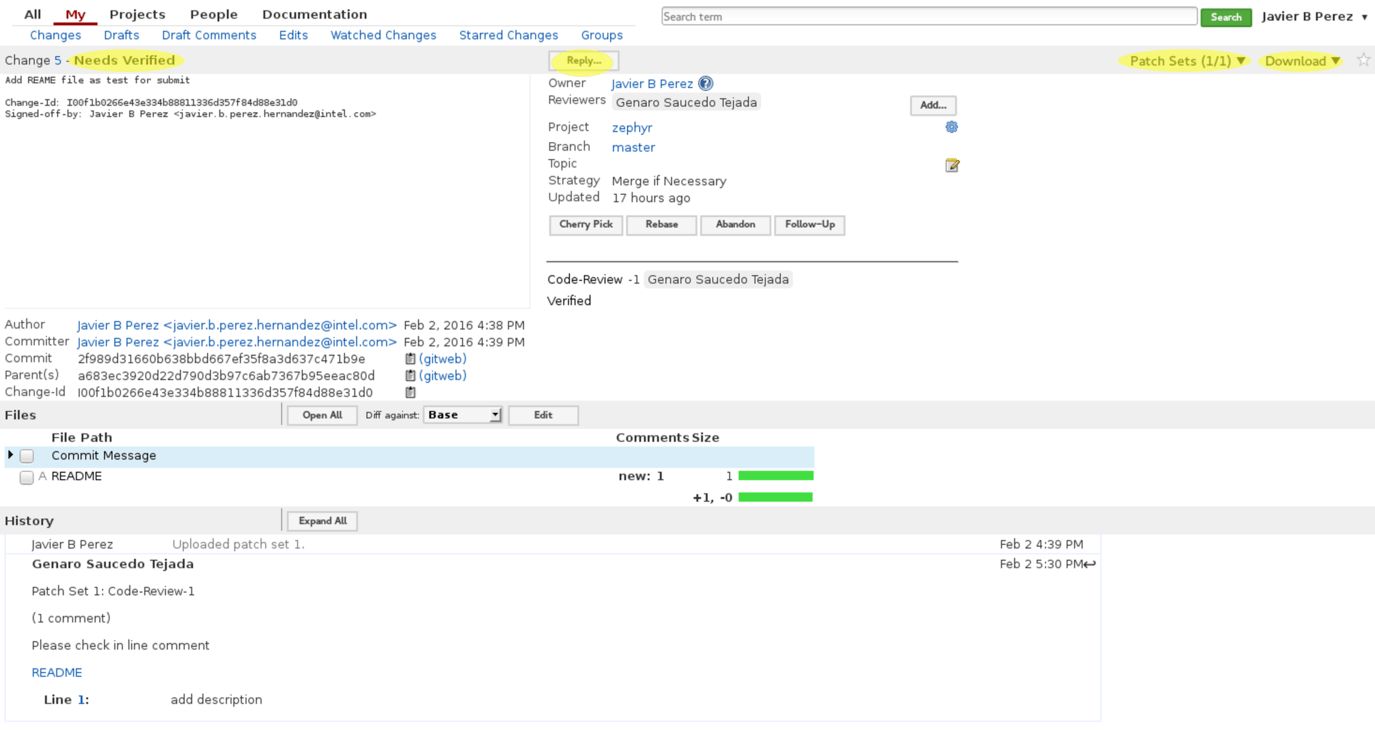 All My Projects People Documentation
Search term Search Javier B Perez ▼
Changes Drafts Draft Comments Edits Watched Changes Starred Changes Groups
Change 5 - Needs Verified
Reply...
Patch Sets (1/1) ▼ Download ▼
Add REAME file as test for submit
Change-Id: I00f1b0266e43e334b88811336d357f84d88e31d0
Signed-off-by: Javier B Perez <javier.b.perez.hernandez@intel.com>
Owner Javier B Perez ?
Reviewers Genaro Saucedo Tejada Add...
Project zephyr
Branch master
Topic
Strategy Merge if Necessary
Updated 17 hours ago
Cherry Pick Rebase Abandon Follow-Up
Code-Review -1 Genaro Saucedo Tejada
Verified
Author Javier B Perez <javier.b.perez.hernandez@intel.com> Feb 2, 2016 4:38 PM
Committer Javier B Perez <javier.b.perez.hernandez@intel.com> Feb 2, 2016 4:39 PM
Commit 2f989d31660b638bbd667ef35f8a3d637c471b9e (gitweb)
Parent(s) a683ec3920d22d790d3b97c6ab7367b95eeac80d (gitweb)
Change-Id I00f1b0266e43e334b88811336d357f84d88e31d0
Files Open All Diff against: Base Edit
File Path Comments Size
Commit Message
A README new: 1 1
+1, -0
History Expand All
Javier B Perez Uploaded patch set 1. Feb 2 4:39 PM
Genaro Saucedo Tejada Feb 2 5:30 PM
Patch Set 1: Code-Review-1
(1 comment)
Please check in line comment
README
Line 1: add description